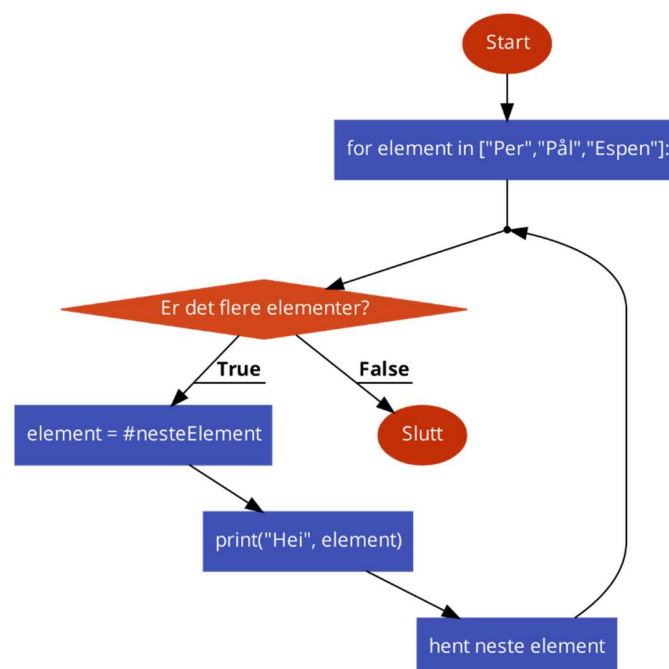 Start
for element in ["Per","Pål","Espen"]:
Er det flere elementer?
True
False
element = #nesteElement
Slutt
print("Hei", element)
hent neste element